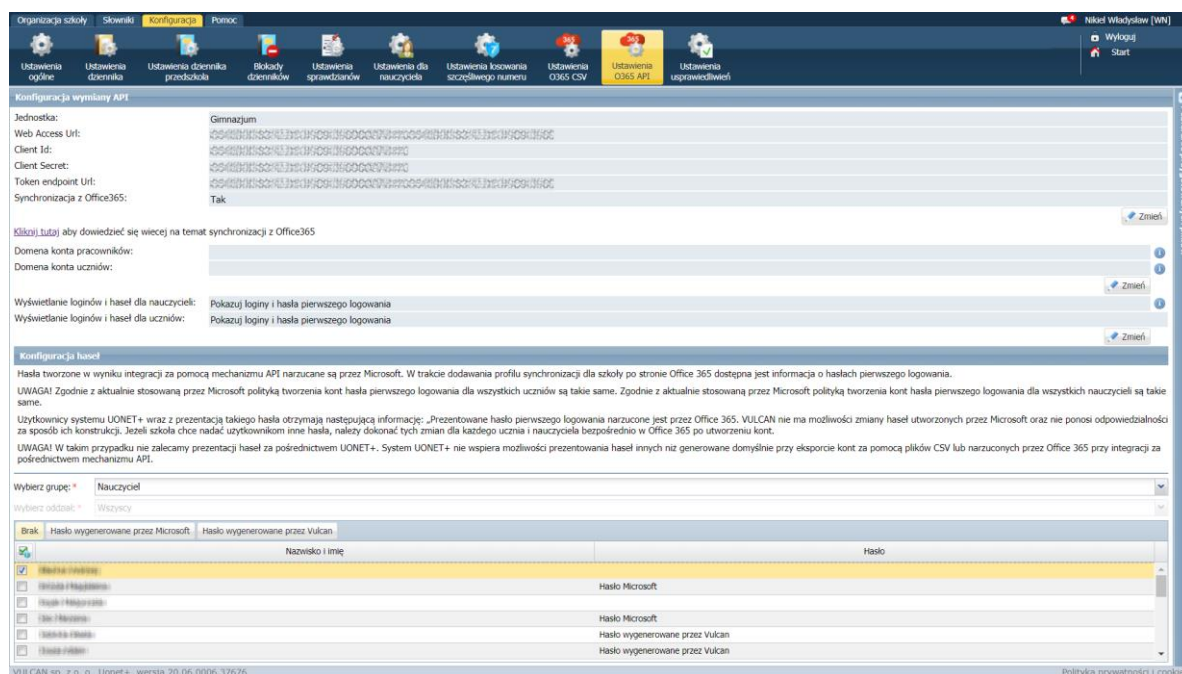 Organizacja szkoły Słowniki Konfiguracja Pomoc
Nikiel Władysław [WN]
Wyloguj
Start
Ustawienia ogólne
Ustawienia dziennika
Ustawienia dziennika przedszkola
Blokady dzienników
Ustawienia sprawdzianów
Ustawienia dla nauczyciela
Ustawienia losowania szczęśliwego numeru
365
Ustawienia O365 CSV
365
Ustawienia O365 API
Ustawienia usprawiedliwień
Konfiguracja wymiany API
Jednostka: Gimnazjum
Web Access Url:
Client Id:
Client Secret:
Token endpoint Url:
Synchronizacja z Office365: Tak
Zmień
Kliknij tutaj aby dowiedzieć się wiecej na temat synchronizacji z Office365
Domena konta pracowników:
Domena konta uczniów:
Zmień
Wyświetlanie loginów i haseł dla nauczycieli: Pokazuj loginy i hasła pierwszego logowania
Wyświetlanie loginów i haseł dla uczniów: Pokazuj loginy i hasła pierwszego logowania
Zmień
Konfiguracja haseł
Hasła tworzone w wyniku integracji za pomocą mechanizmu API narzucane są przez Microsoft. W trakcie dodawania profilu synchronizacji dla szkoły po stronie Office 365 dostępna jest informacja o hasłach pierwszego logowania.
UWAGA! Zgodnie z aktualnie stosowaną przez Microsoft polityką tworzenia kont hasła pierwszego logowania dla wszystkich uczniów są takie same. Zgodnie z aktualnie stosowaną przez Microsoft polityką tworzenia kont hasła pierwszego logowania dla wszystkich nauczycieli są takie
same.
Użytkownicy systemu UONET+ wraz z prezentacją takiego hasła otrzymają następującą informację: „Prezentowane hasło pierwszego logowania narzucone jest przez Office 365. VULCAN nie ma możliwości zmiany haseł utworzonych przez Microsoft oraz nie ponosi odpowiedzialności
za sposób ich konstrukcji. Jeżeli szkoła chce nadać użytkownikom inne hasła, należy dokonać tych zmian dla każdego ucznia i nauczyciela bezpośrednio w Office 365 po utworzeniu kont.
UWAGA! W takim przypadku nie zalecamy prezentacji haseł za pośrednictwem UONET+. System UONET+ nie wspiera możliwości prezentowania haseł innych niż generowane domyślnie przy eksporcie kont za pomocą plików CSV lub narzuconych przez Office 365 przy integracji za
pośrednictwem mechanizmu API.
Wybierz grupę: * Nauczyciel
Wybierz oddział: * Wszyscy
Brak Hasło wygenerowane przez Microsoft Hasło wygenerowane przez Vulcan
Nazwisko i imię Hasło
Hasło Microsoft
Hasło Microsoft
Hasło wygenerowane przez Vulcan
Hasło wygenerowane przez Vulcan
VULCAN sp. z o. o., Uonet+, wersja 20.06.0006.37676
Polityka prywatności i cookie